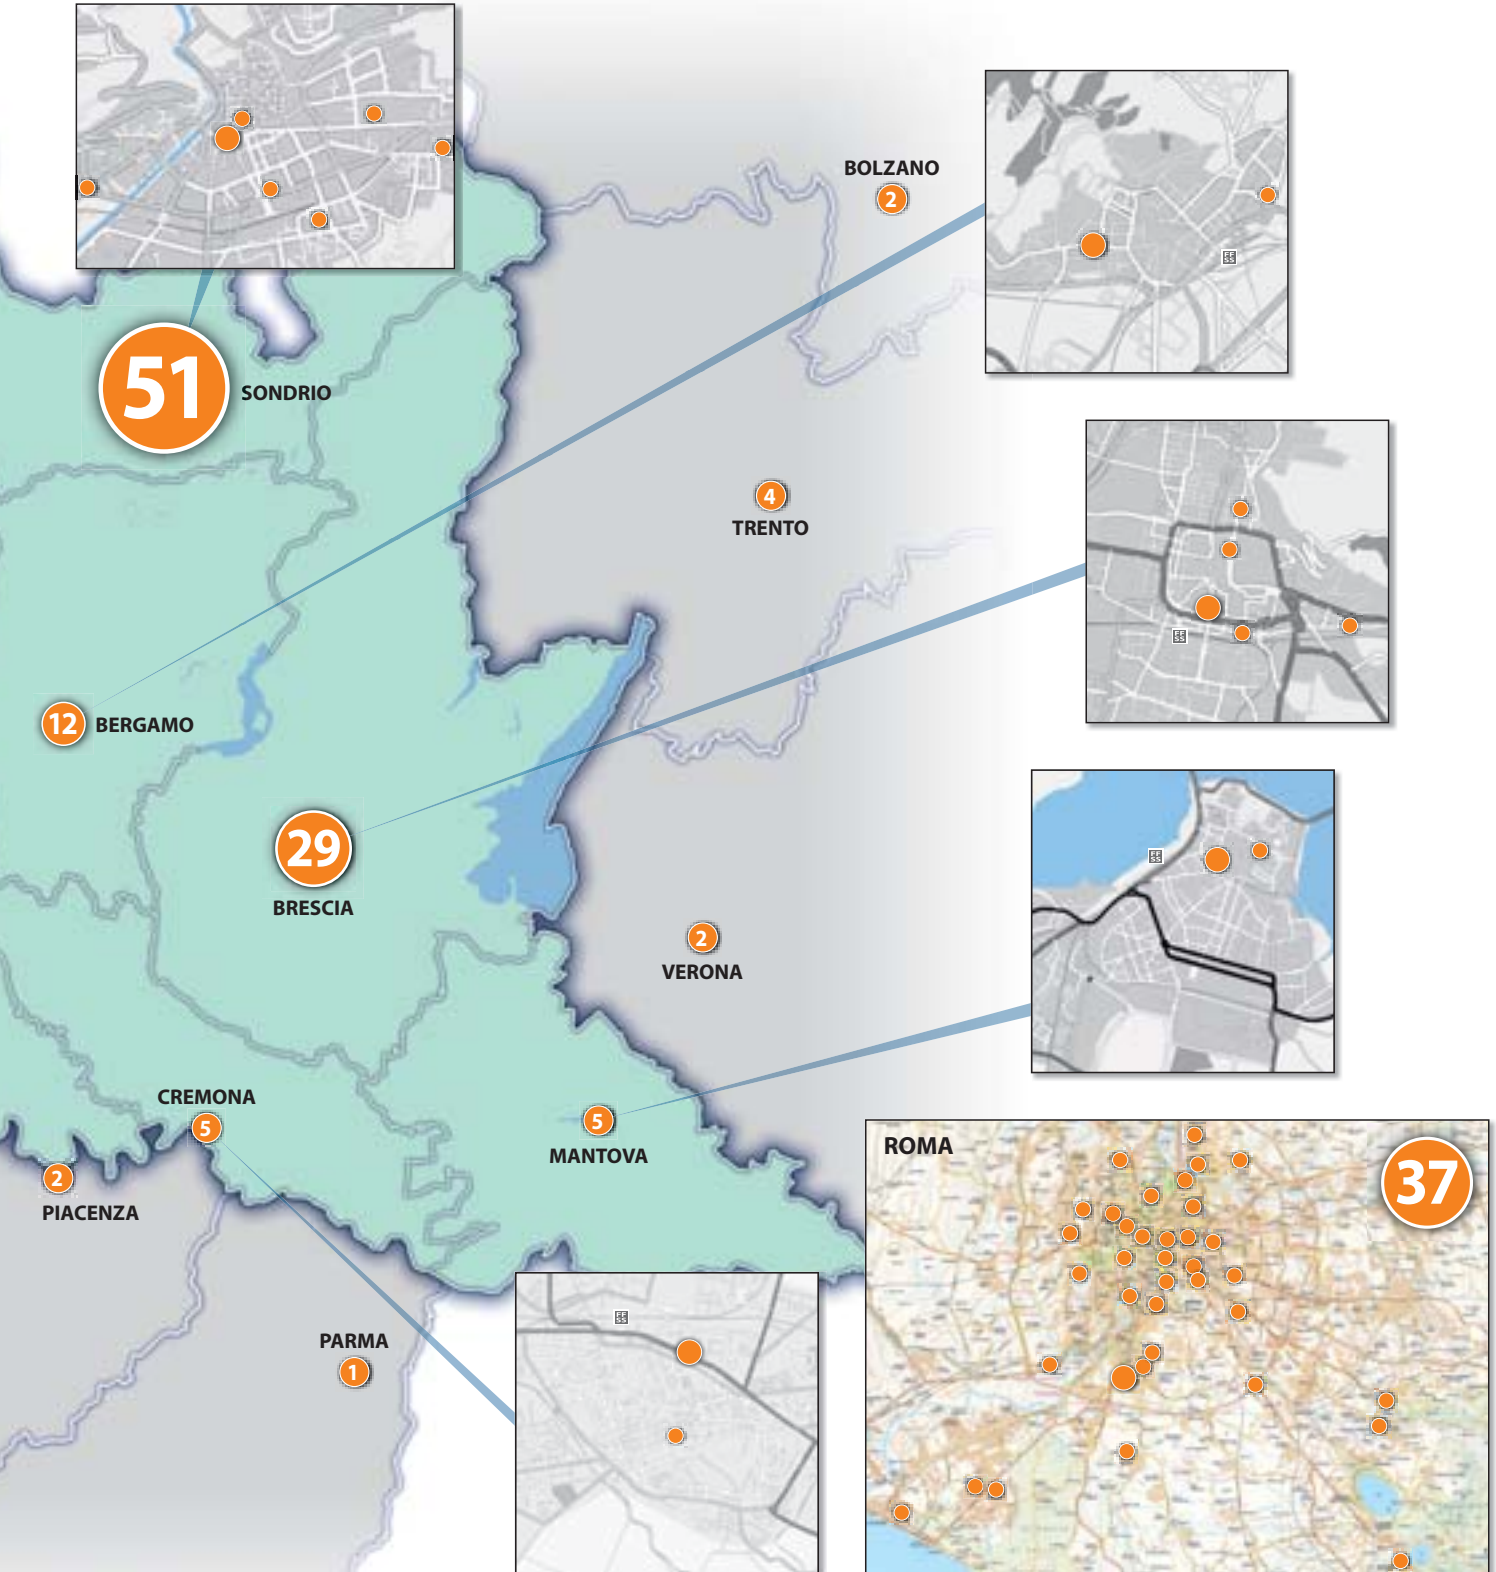 BOLZANO
2
51
SONDRIO
4
TRENTO
12
BERGAMO
29
BRESCIA
2
VERONA
CREMONA
5
5
MANTOVA
2
PIACENZA
ROMA
37
PARMA
1